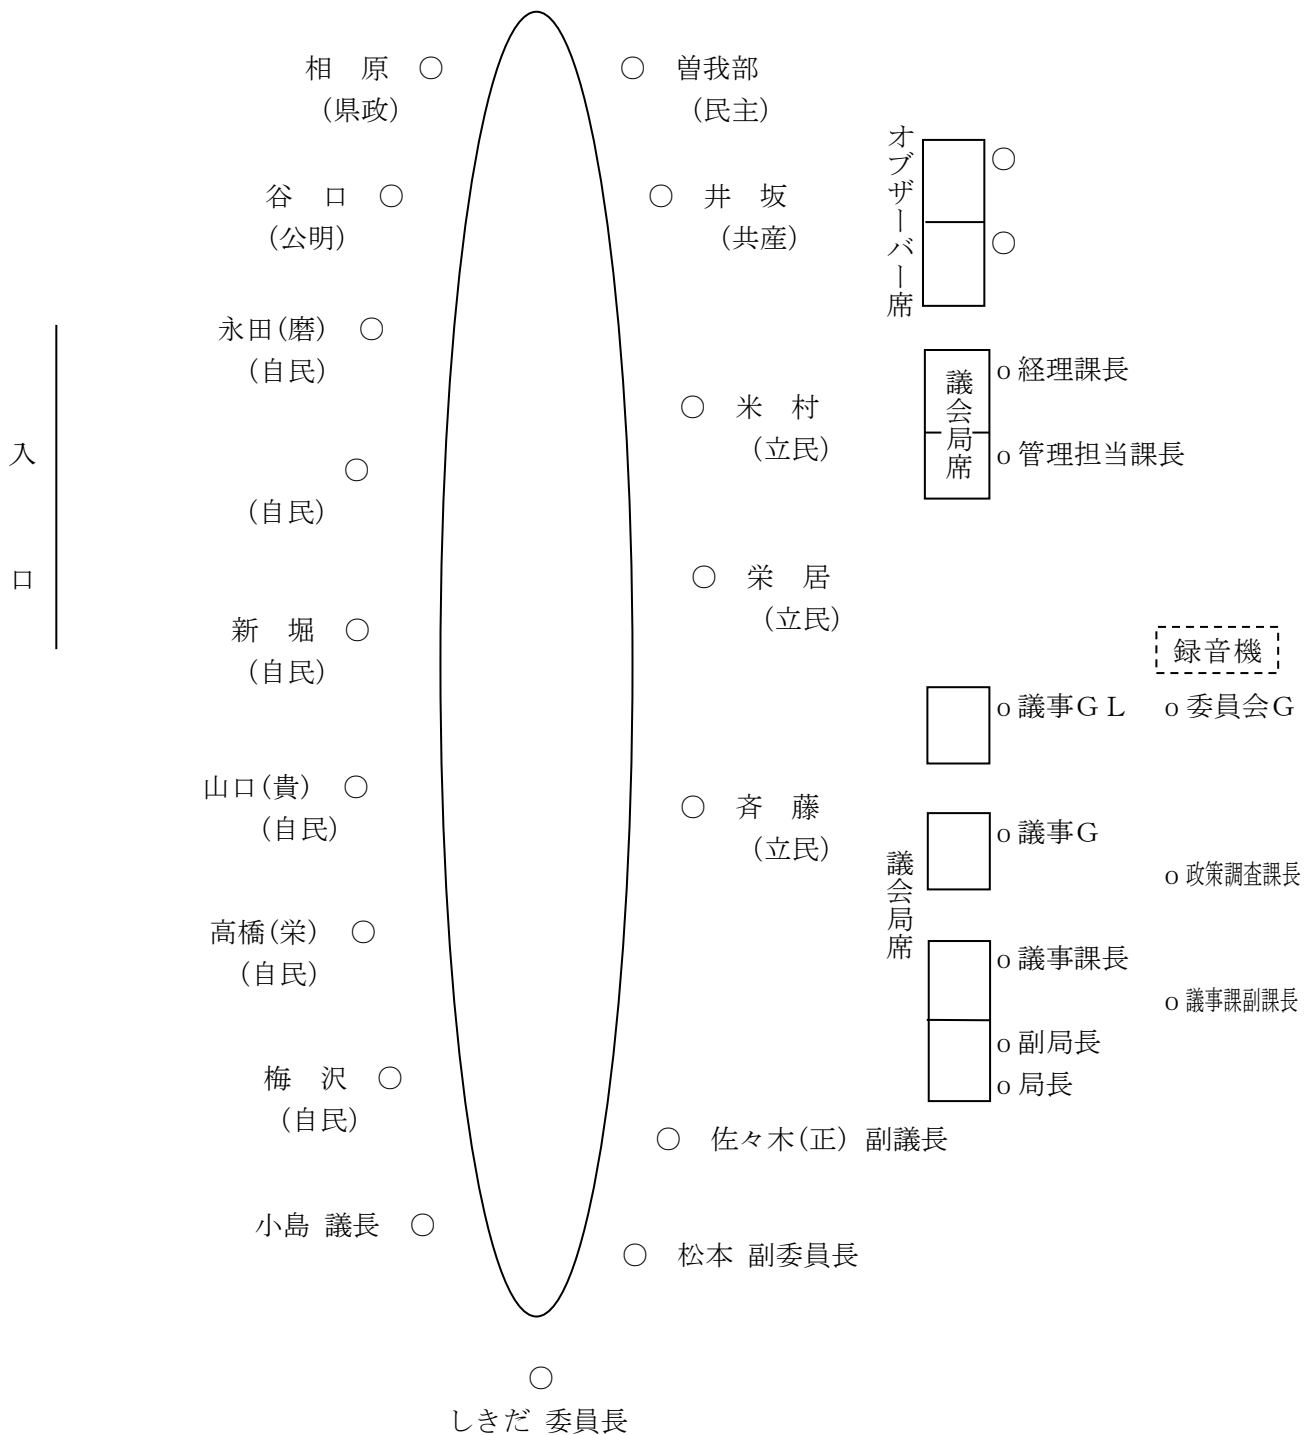 相　原　○
(県政)
谷　口　○
(公明)
永田(磨)　○
(自民)
○
(自民)
新　堀　○
(自民)
山口(貴)　○
(自民)
高橋(栄)　○
(自民)
梅　沢　○
(自民)
小島 議長　○
入　口
○　曽我部
(民主)
○　井　坂
(共産)
○　米　村
(立民)
○　栄　居
(立民)
○　斉　藤
(立民)
○　佐々木(正) 副議長
○　松本 副委員長
○
しきだ 委員長
オブザーバー席
○
○
議会局席
o 経理課長
o 管理担当課長
録音機
o 議事GL
o 委員会G
議会局席
o 議事G
o 政策調査課長
o 議事課長
o 議事課副課長
o 副局長
o 局長